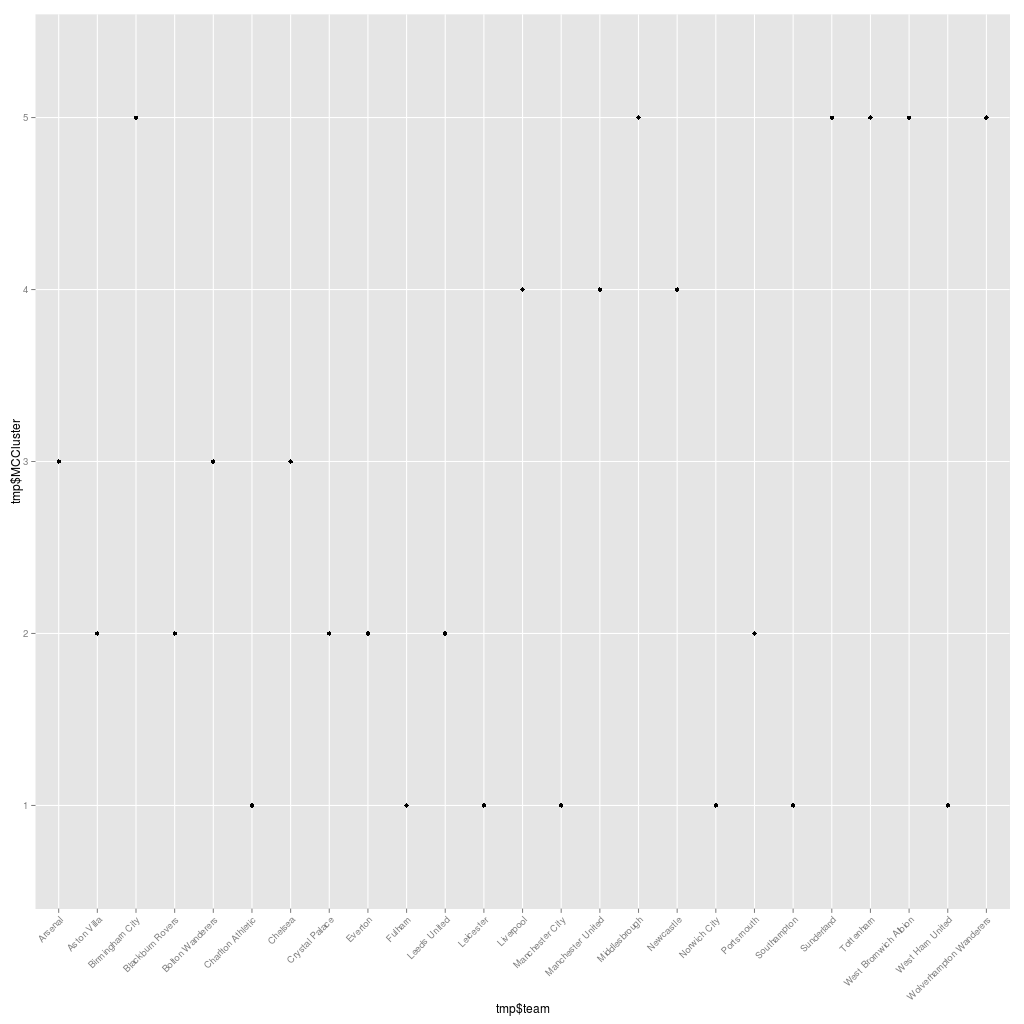 5
4
3
2
1
tmp$MCCluster
Arsenal
Aston Villa
Birmingham City
Blackburn Rovers
Bolton Wanderers
Charlton Athletic
Chelsea
Crystal Palace
Everton
Fulham
Leeds United
Leicester
Liverpool
Manchester City
Manchester United
Middlesbrough
Newcastle
Norwich City
Portsmouth
Southampton
Sunderland
Tottenham
West Bromwich Albion
West Ham United
Wolverhampton Wanderers
tmp$team